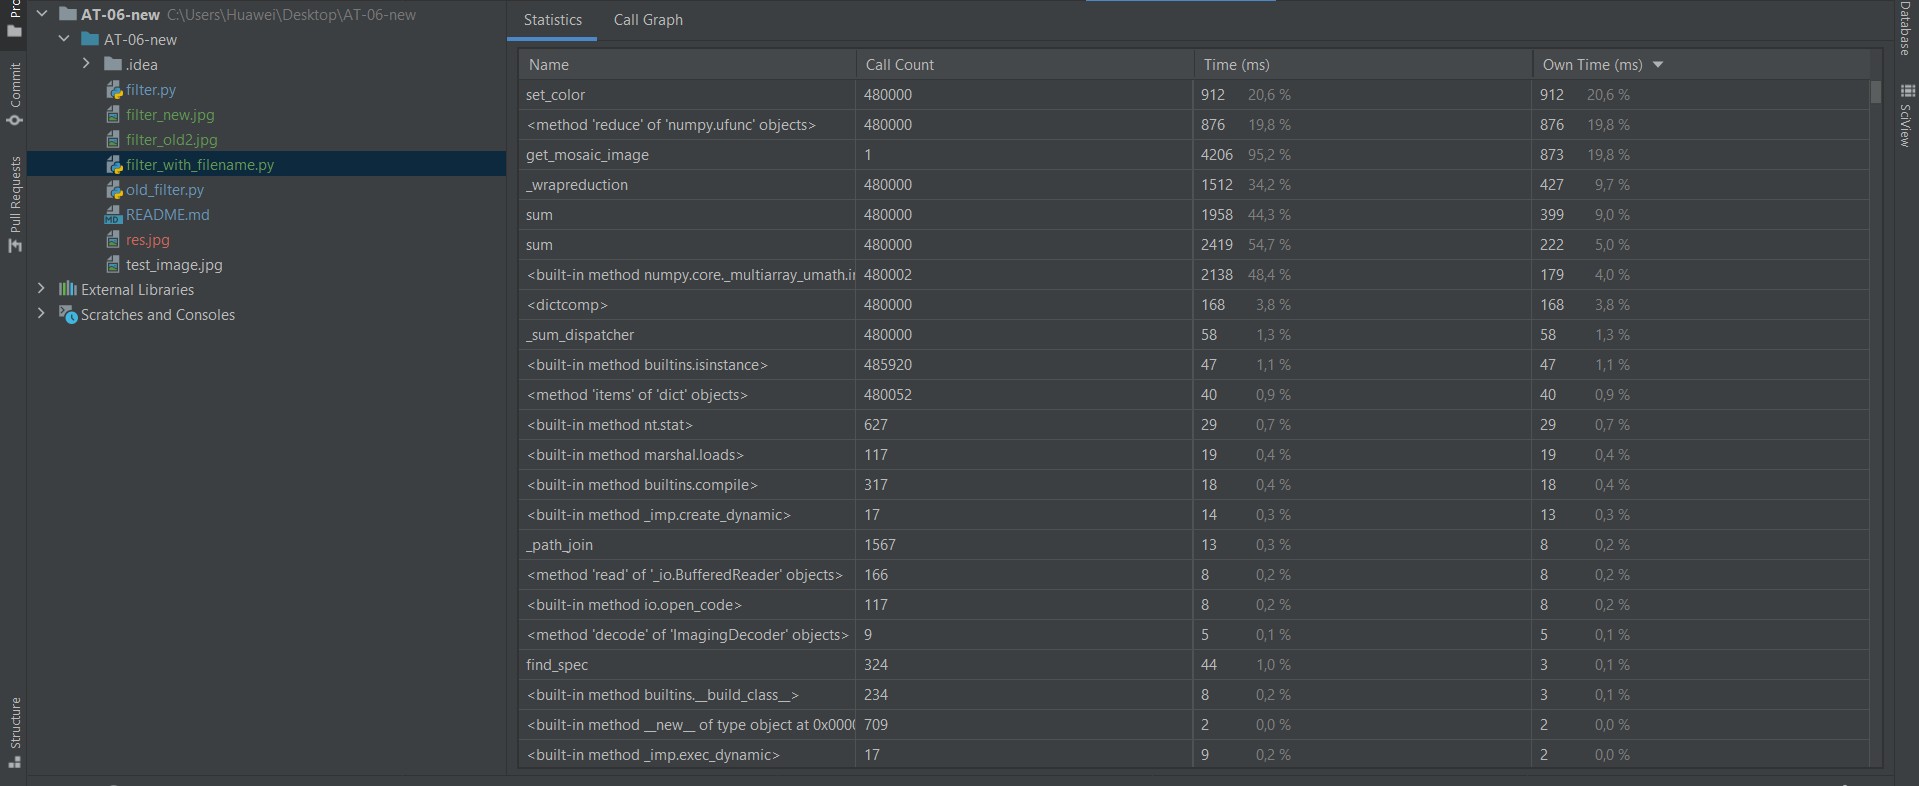 Pro
Commit
Pull Requests
Structure
AT-06-new C:\Users\Huawei\Desktop\AT-06-new
AT-06-new
.idea
filter.py
filter_new.jpg
filter_old2.jpg
filter_with_filename.py
old_filter.py
README.md
res.jpg
test_image.jpg
External Libraries
Scratches and Consoles
Statistics Call Graph
Name Call Count Time (ms) Own Time (ms)
set_color 480000 912 20,6 % 912 20,6 %
<method 'reduce' of 'numpy.ufunc' objects> 480000 876 19,8 % 876 19,8 %
get_mosaic_image 1 4206 95,2 % 873 19,8 %
_wrapreduction 480000 1512 34,2 % 427 9,7 %
sum 480000 1958 44,3 % 399 9,0 %
sum 480000 2419 54,7 % 222 5,0 %
<built-in method numpy.core._multiarray_umath.i 480002 2138 48,4 % 179 4,0 %
<dictcomp> 480000 168 3,8 % 168 3,8 %
_sum_dispatcher 480000 58 1,3 % 58 1,3 %
<built-in method builtins.isinstance> 485920 47 1,1 % 47 1,1 %
<method 'items' of 'dict' objects> 480052 40 0,9 % 40 0,9 %
<built-in method nt.stat> 627 29 0,7 % 29 0,7 %
<built-in method marshal.loads> 117 19 0,4 % 19 0,4 %
<built-in method builtins.compile> 317 18 0,4 % 18 0,4 %
<built-in method _imp.create_dynamic> 17 14 0,3 % 13 0,3 %
_path_join 1567 13 0,3 % 8 0,2 %
<method 'read' of '_io.BufferedReader' objects> 166 8 0,2 % 8 0,2 %
<built-in method io.open_code> 117 8 0,2 % 8 0,2 %
<method 'decode' of 'ImagingDecoder' objects> 9 5 0,1 % 5 0,1 %
find_spec 324 44 1,0 % 3 0,1 %
<built-in method builtins.__build_class__> 234 8 0,2 % 3 0,1 %
<built-in method __new__ of type object at 0x000 709 2 0,0 % 2 0,0 %
<built-in method _imp.exec_dynamic> 17 9 0,2 % 2 0,0 %
Database
SciView